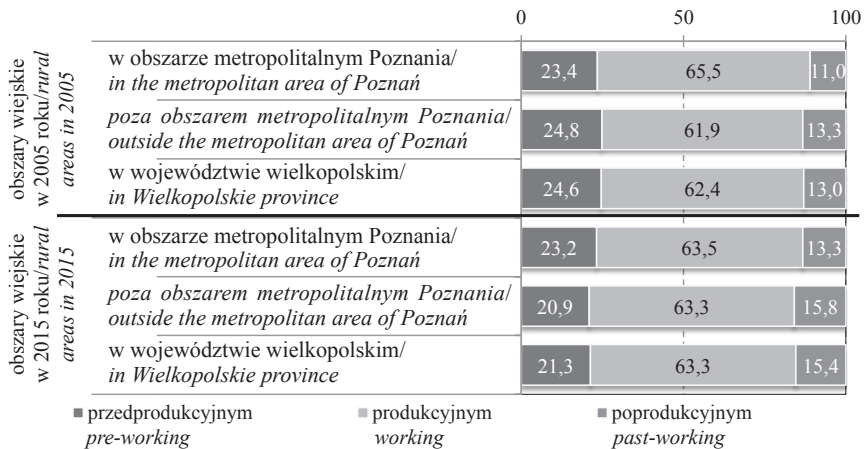 0 50 100
obszary wiejskie
w 2005 roku/rural
areas in 2005
w obszarze metropolitalnym Poznania/
in the metropolitan area of Poznań
23,4 65,5 11,0
poza obszarem metropolitalnym Poznania/
outside the metropolitan area of Poznań
24,8 61,9 13,3
w województwie wielkopolskim/
in Wielkopolskie province
24,6 62,4 13,0
obszary wiejskie
w 2015 roku/rural
areas in 2015
w obszarze metropolitalnym Poznania/
in the metropolitan area of Poznań
23,2 63,5 13,3
poza obszarem metropolitalnym Poznania/
outside the metropolitan area of Poznań
20,9 63,3 15,8
w województwie wielkopolskim/
in Wielkopolskie province
21,3 63,3 15,4
przedprodukcyjnym
pre-working
produkcyjnym
working
poprodukcyjnym
past-working